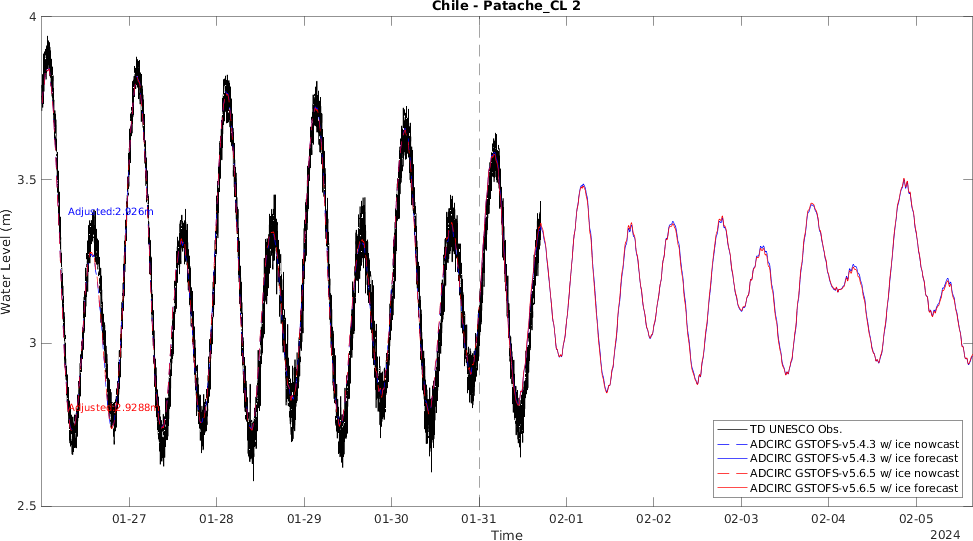 Chile - Patache_CL 2
4
3.5
3
2.5
Water Level (m)
Adjusted:2.926m
Adjusted:2.9288m
TD UNESCO Obs.
ADCIRC GSTOFS-v5.4.3 w/ ice nowcast
ADCIRC GSTOFS-v5.4.3 w/ ice forecast
ADCIRC GSTOFS-v5.6.5 w/ ice nowcast
ADCIRC GSTOFS-v5.6.5 w/ ice forecast
01-27 01-28 01-29 01-30 01-31 02-01 02-02 02-03 02-04 02-05
Time
2024